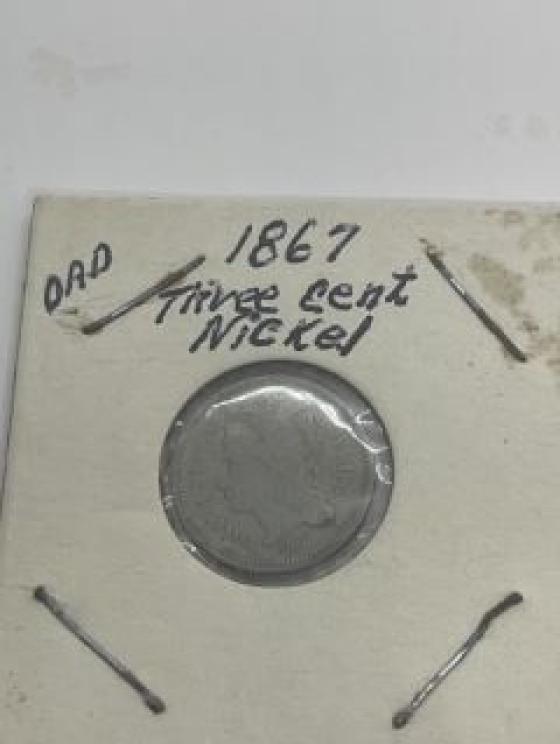 1867
DAD
Three cent
Nickel